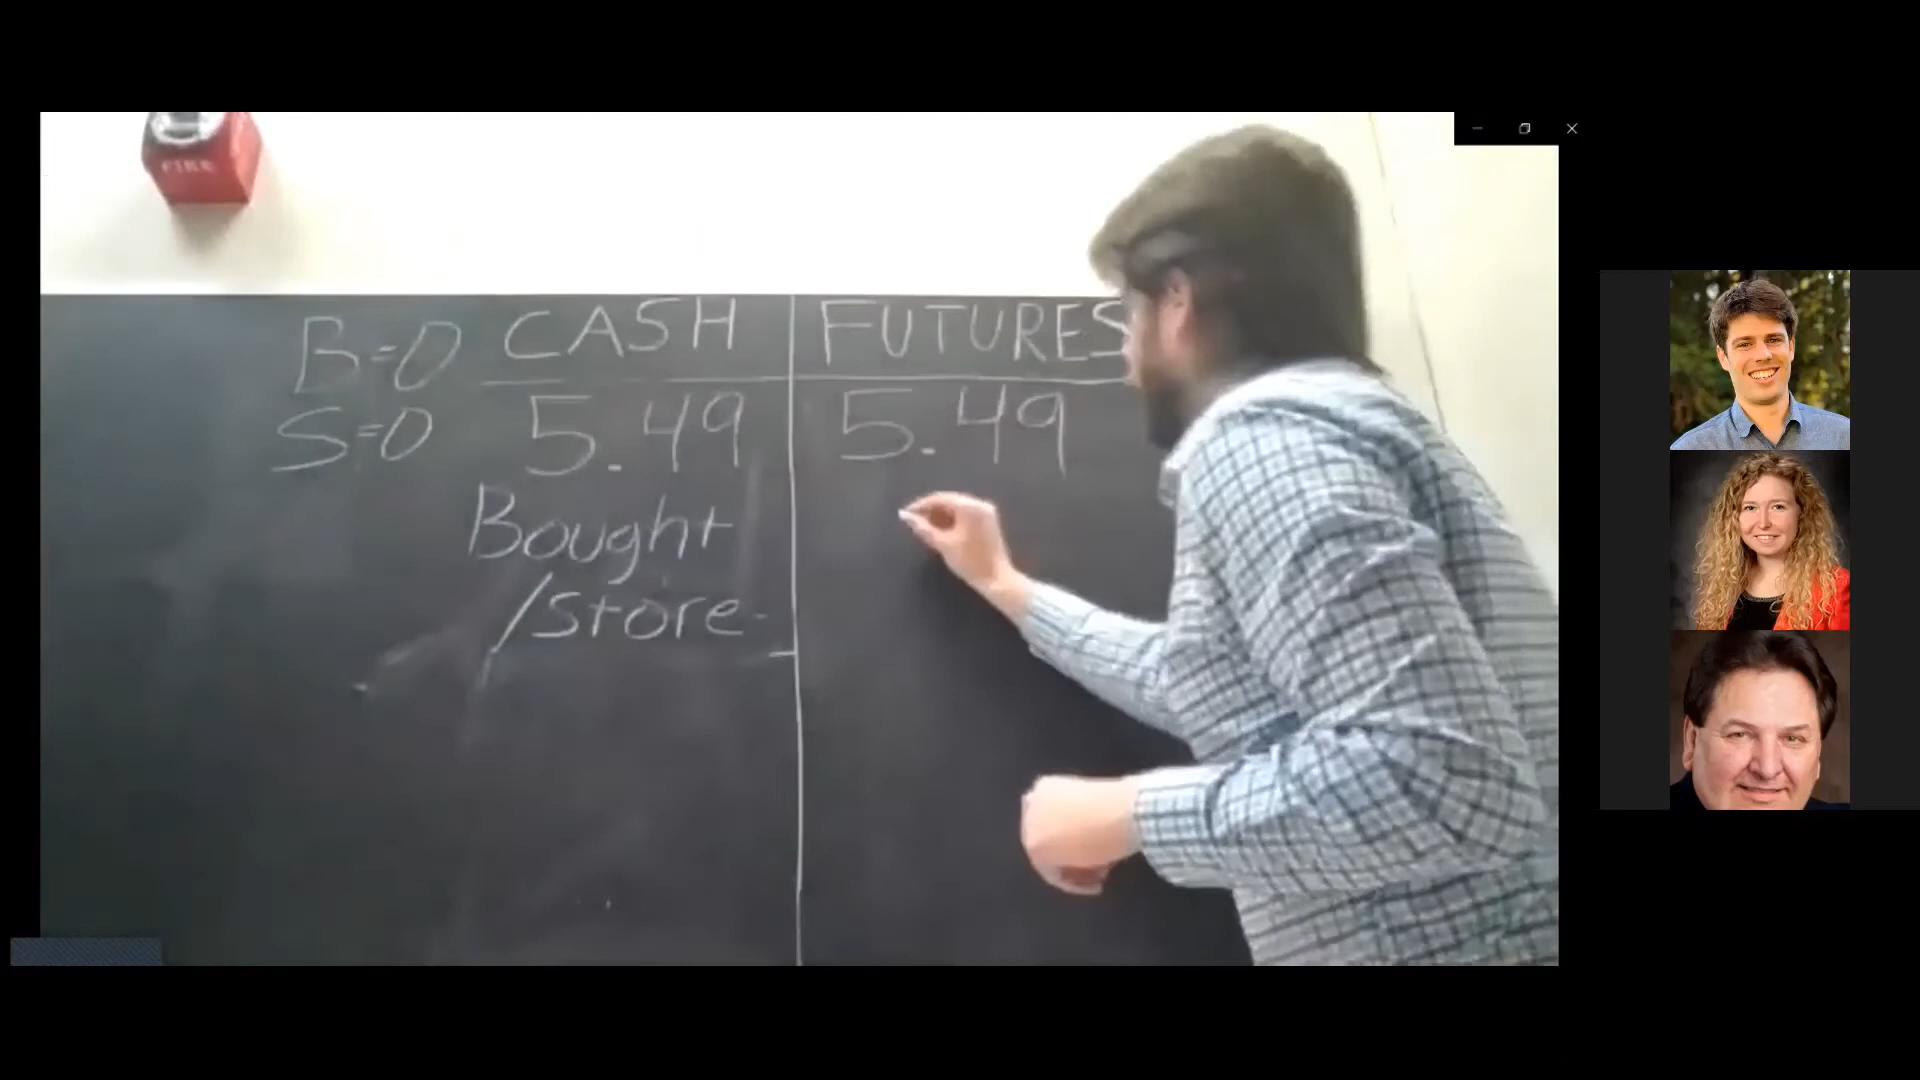 FIRE
B=0 CASH FUTURES
S=0 5.49 5.49
Bought
/store